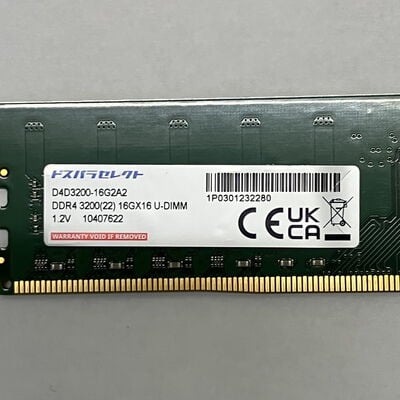 ドスパラセレクト
D4D3200-16G2A2
DDR4 3200(22) 16GX16 U-DIMM
1.2V 10407622
WARRANTY VOID IF REMOVED
1P0301232280
CE UK CA